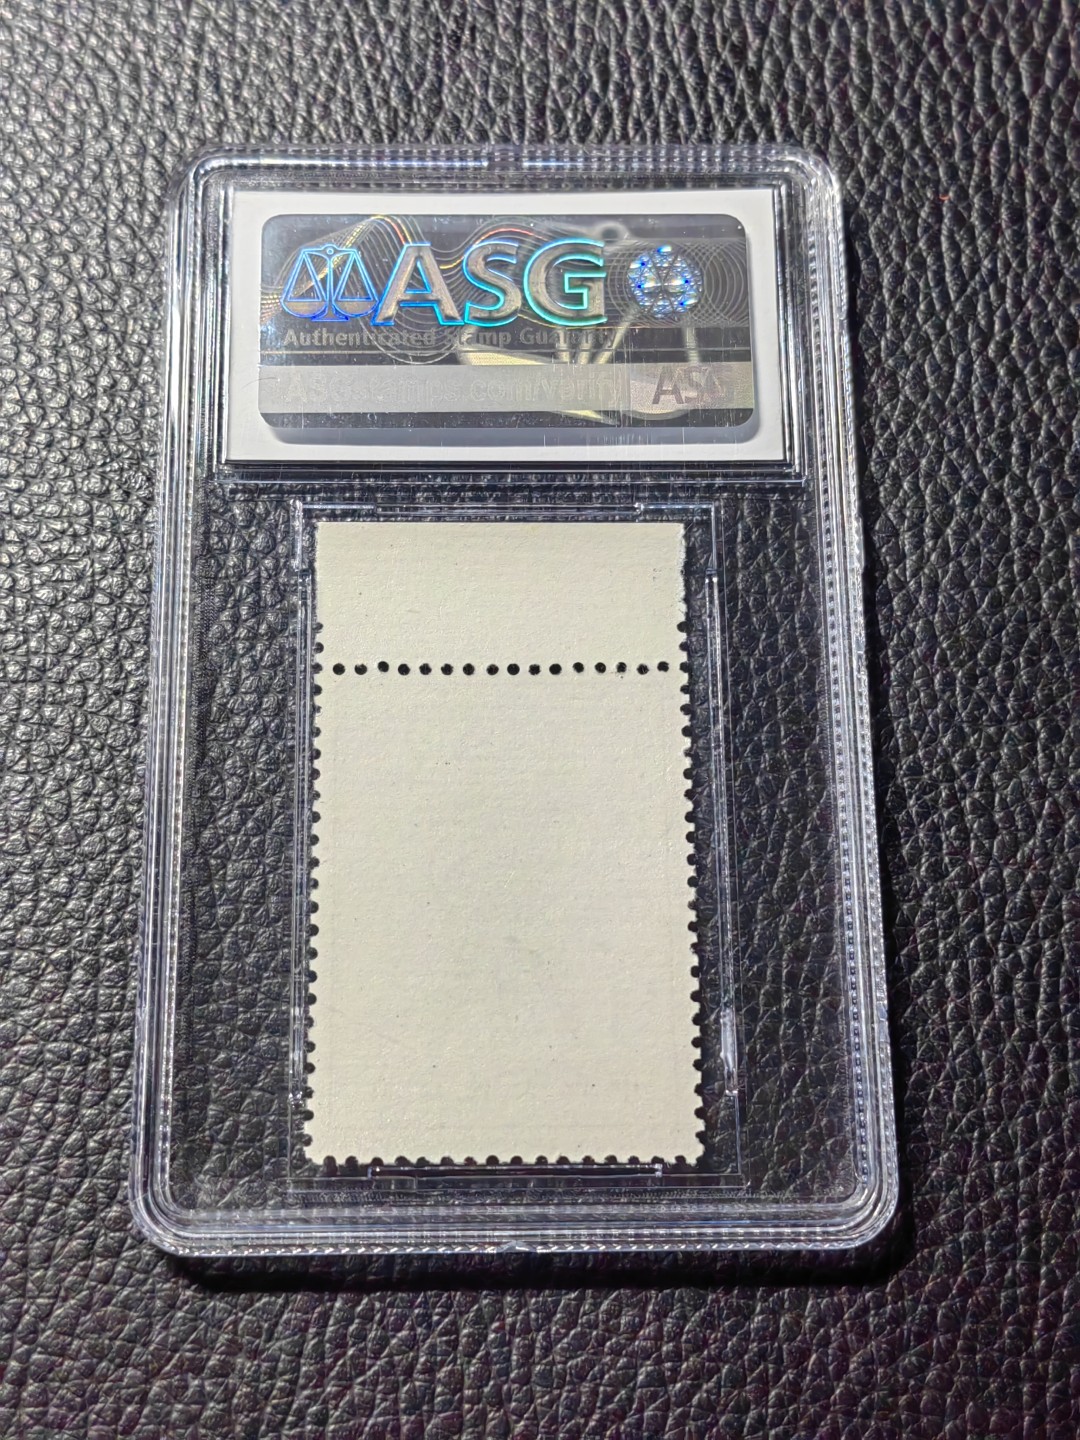 ASG
Authenticated Stamp Guaranty
ASGstamps.com/verify ASG